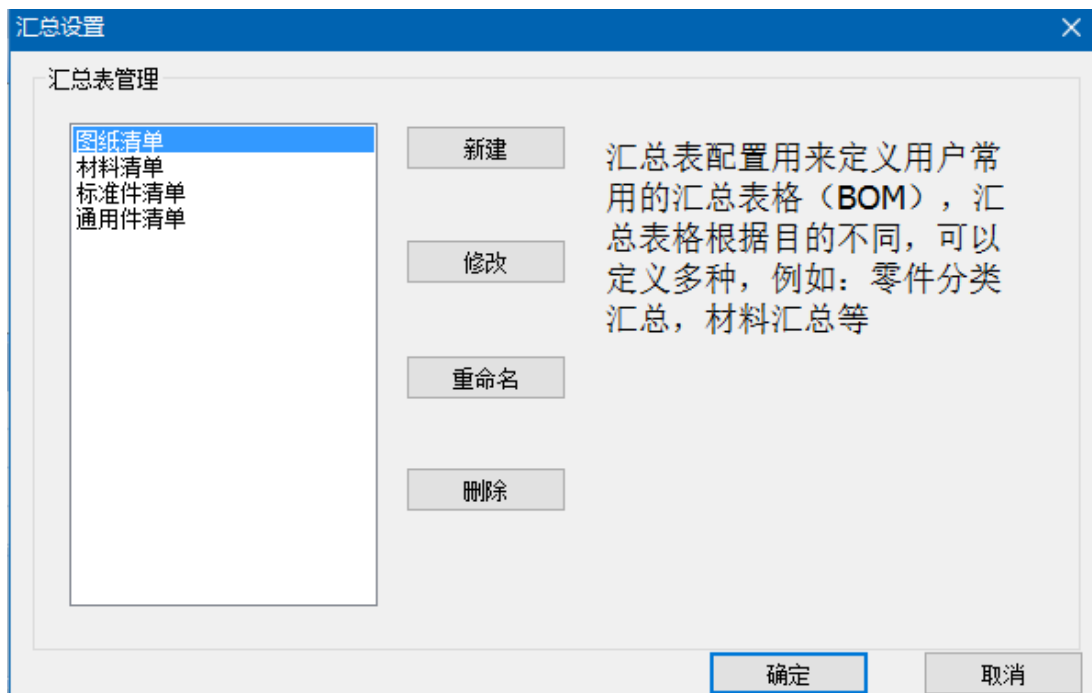 汇总设置
汇总表管理
图纸清单
材料清单
标准件清单
通用件清单
新建
修改
重命名
删除
汇总表配置用来定义用户常
用的汇总表格（BOM），汇
总表格根据目的不同，可以
定义多种，例如：零件分类
汇总，材料汇总等
确定
取消